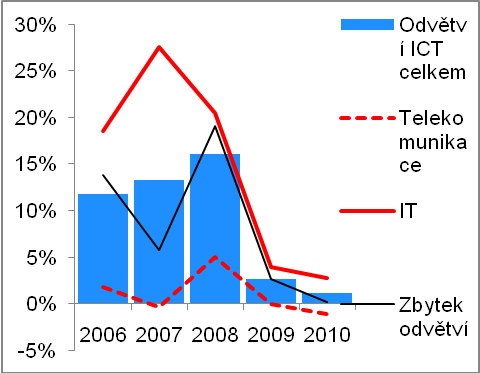 30%
25%
20%
15%
10%
5%
0%
-5%
2006 2007 2008 2009 2010
Odvětv
í ICT
celkem
Teleko
munika
ce
IT
Zbytek
odvětví